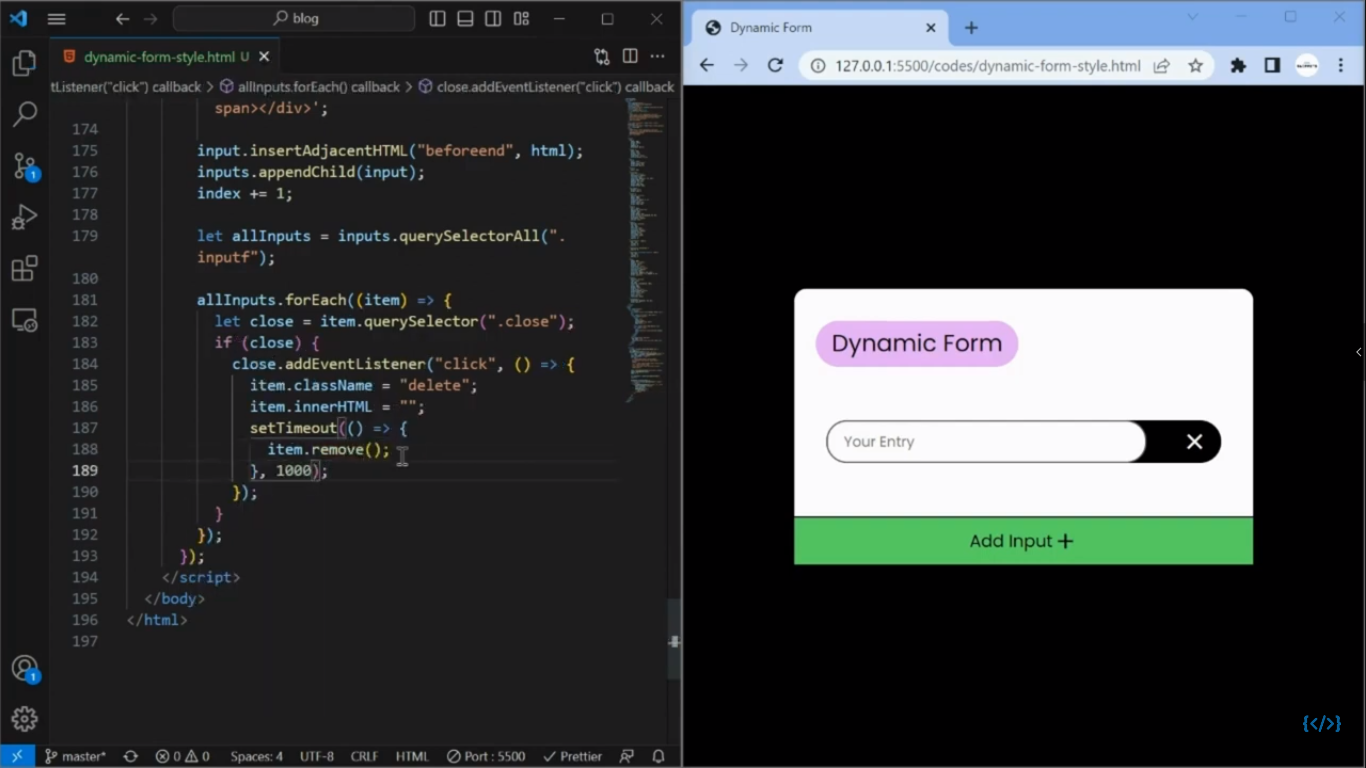 blog
dynamic-form-style.html U
tListener("click") callback > allInputs.forEach() callback > close.addEventListener("click") callback
span></div>';
174
175 input.insertAdjacentHTML("beforeend", html);
176 inputs.appendChild(input);
177 index += 1;
178
179 let allInputs = inputs.querySelectorAll(".
inputf");
180
181 allInputs.forEach((item) => {
182 let close = item.querySelector(".close");
183 if (close) {
184 close.addEventListener("click", () => {
185 item.className = "delete";
186 item.innerHTML = "";
187 setTimeout(() => {
188 item.remove();
189 }, 1000);
190 });
191 }
192 });
193 });
194 </script>
195 </body>
196 </html>
197
1
1
master* 0 0 Spaces: 4 UTF-8 CRLF HTML Port : 5500 Prettier
Dynamic Form
127.0.0.1:5500/codes/dynamic-form-style.html
Dynamic Form
Your Entry
Add Input +
{</>}